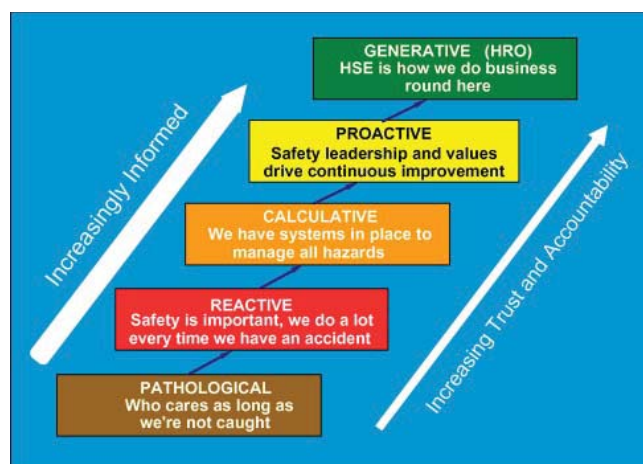 GENERATIVE (HRO)
HSE is how we do business
round here
PROACTIVE
Safety leadership and values
drive continuous improvement
CALCULATIVE
We have systems in place to
manage all hazards
REACTIVE
Safety is important, we do a lot
every time we have an accident
PATHOLOGICAL
Who cares as long as
we're not caught
Increasingly Informed
Increasing Trust and Accountability